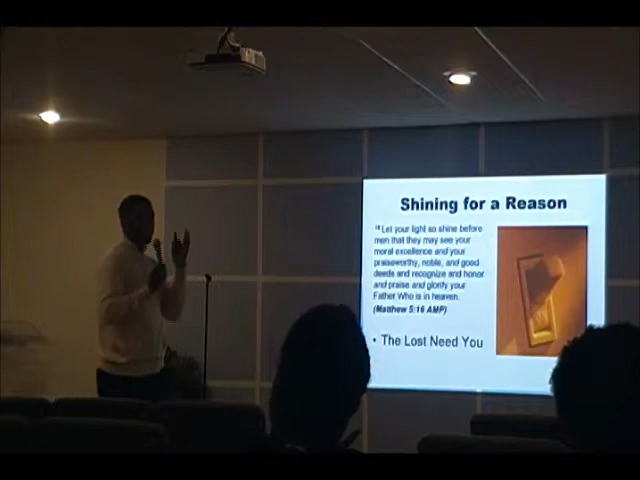 Shining for a Reason
16 Let your light so shine before
men that they may see your
moral excellence and your
praiseworthy, noble, and good
deeds and recognize and honor
and praise and glorify your
Father Who is in heaven.
(Matthew 5:16 AMP)
• The Lost Need You